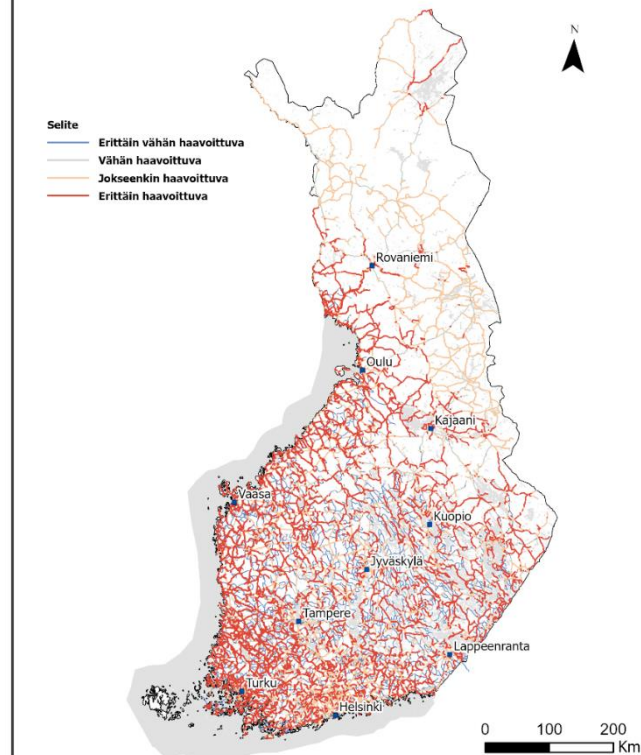 N
Selite
Erittäin vähän haavoittuva
Vähän haavoittuva
Jokseenkin haavoittuva
Erittäin haavoittuva
Rovaniemi
Oulu
Kajaani
Vaasa
Kuopio
Jyväskylä
Tampere
Lappeenranta
Turku
Helsinki
0 100 200
Km